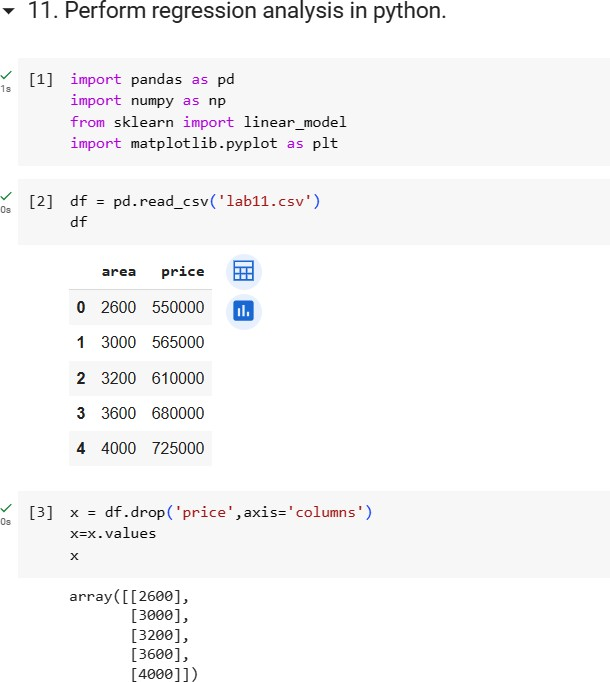 11. Perform regression analysis in python.
1s
[1] import pandas as pd
import numpy as np
from sklearn import linear_model
import matplotlib.pyplot as plt
0s
[2] df = pd.read_csv('lab11.csv')
df
area price
0 2600 550000
1 3000 565000
2 3200 610000
3 3600 680000
4 4000 725000
0s
[3] x = df.drop('price',axis='columns')
x=x.values
x
array([[2600],
[3000],
[3200],
[3600],
[4000]])